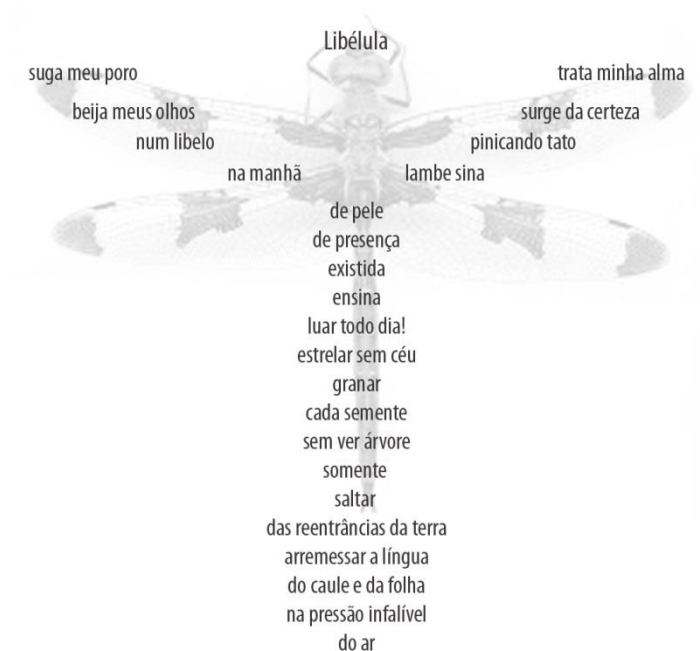 Libélula
suga meu poro trata minha alma
beija meus olhos surge da certeza
num libelo pinicando tato
na manhã lambe sina
de pele
de presença
existida
ensina
luar todo dia!
estrelar sem céu
granar
cada semente
sem ver árvore
somente
saltar
das reentrâncias da terra
arremessar a língua
do caule e da folha
na pressão infalível
do ar